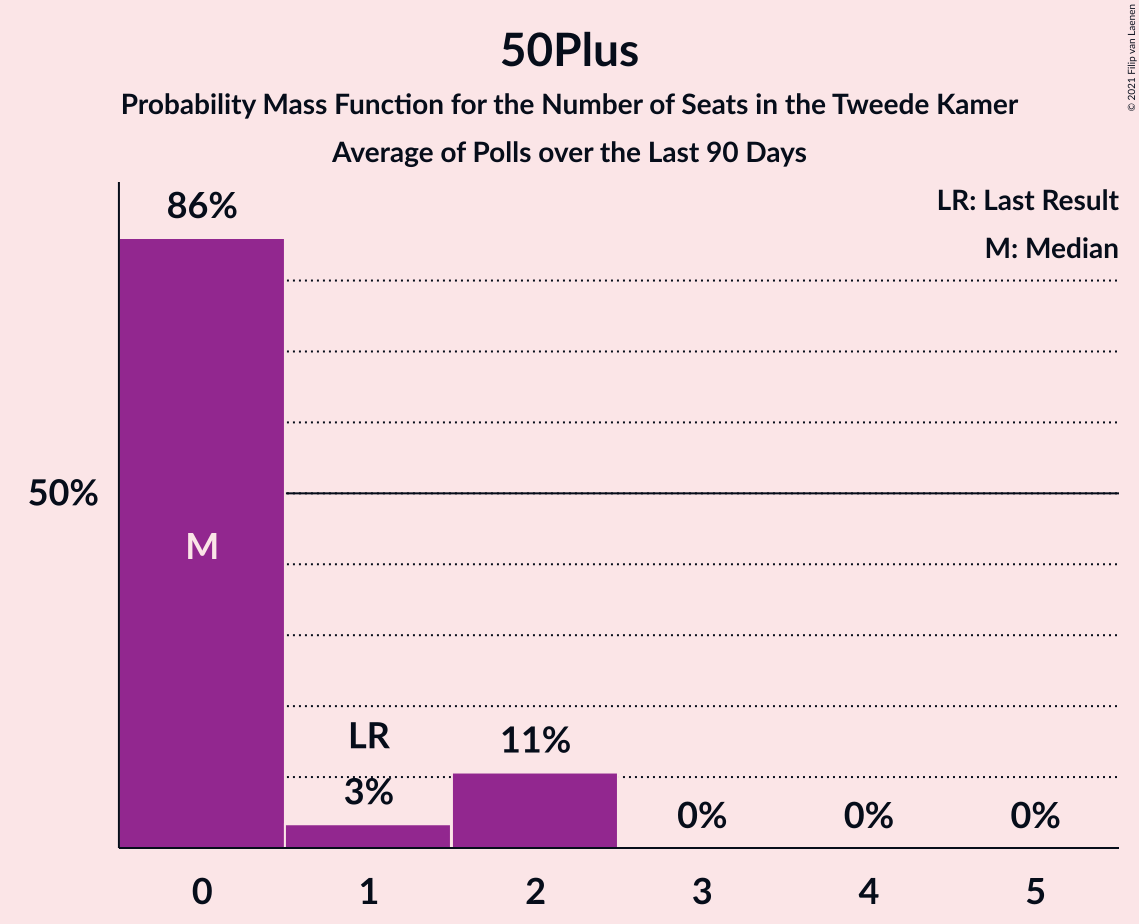 50Plus
Probability Mass Function for the Number of Seats in the Tweede Kamer
Average of Polls over the Last 90 Days
© 2021 Filip van Laenen
LR: Last Result
M: Median
86%
50%
M
LR
3%
11%
0%
0%
0%
0
1
2
3
4
5